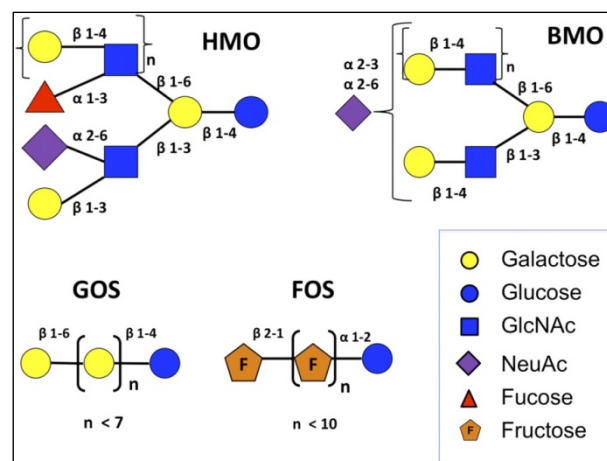 HMO
β 1-4
n
α 1-3
β 1-6
α 2-6
β 1-4
β 1-3
β 1-3
BMO
β 1-4
α 2-3
α 2-6
n
β 1-6
β 1-4
β 1-3
β 1-4
GOS
β 1-6
β 1-4
n
n < 7
FOS
β 2-1
α 1-2
F
F
n
n < 10
Galactose
Glucose
GlcNAc
NeuAc
Fucose
F
Fructose